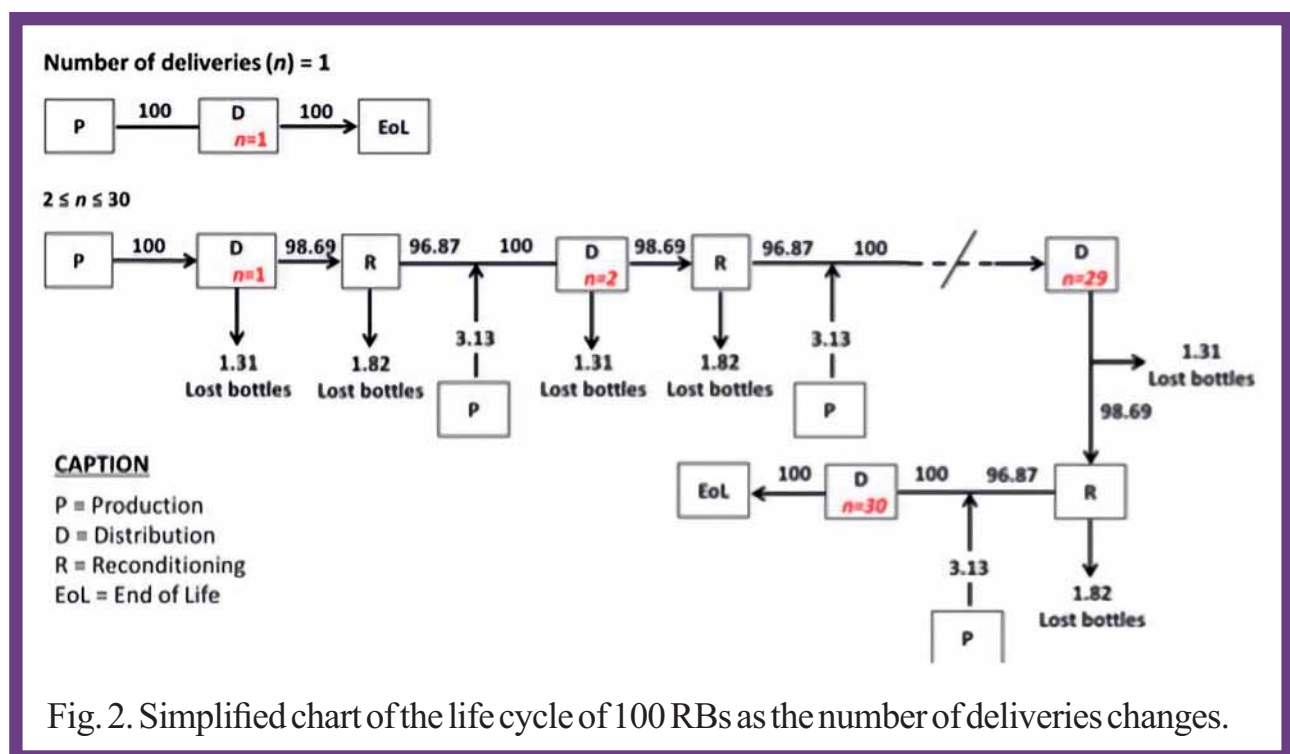 Number of deliveries (n) = 1
P
100
D
n=1
100
EoL
2 ≤ n ≤ 30
P
100
D
n=1
98.69
R
96.87
100
D
n=2
98.69
R
96.87
100
D
n=29
1.31
Lost bottles
1.82
Lost bottles
3.13
P
1.31
Lost bottles
1.82
Lost bottles
3.13
P
1.31
Lost bottles
98.69
CAPTION
P = Production
D = Distribution
R = Reconditioning
EoL = End of Life
EoL
100
D
n=30
100
96.87
R
3.13
P
1.82
Lost bottles
Fig. 2. Simplified chart of the life cycle of 100 RBs as the number of deliveries changes.